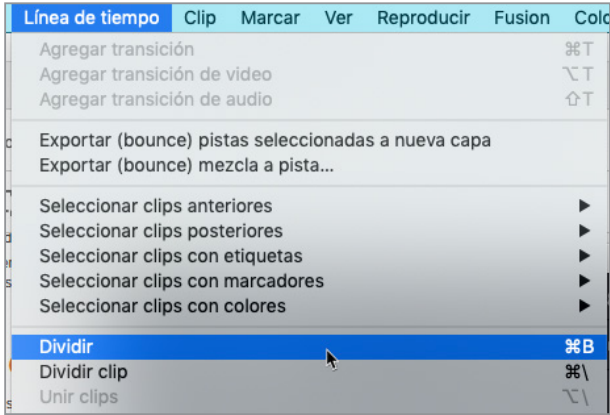 Línea de tiempo Clip Marcar Ver Reproducir Fusion
Agregar transición ⌘T
Agregar transición de video ⌥T
Agregar transición de audio ⇧T
Exportar (bounce) pistas seleccionadas a nueva capa
Exportar (bounce) mezcla a pista...
Seleccionar clips anteriores ▶
Seleccionar clips posteriores ▶
Seleccionar clips con etiquetas ▶
Seleccionar clips con marcadores ▶
Seleccionar clips con colores ▶
Dividir ⌘B
Dividir clip ⌘\
Unir clips ⌥\